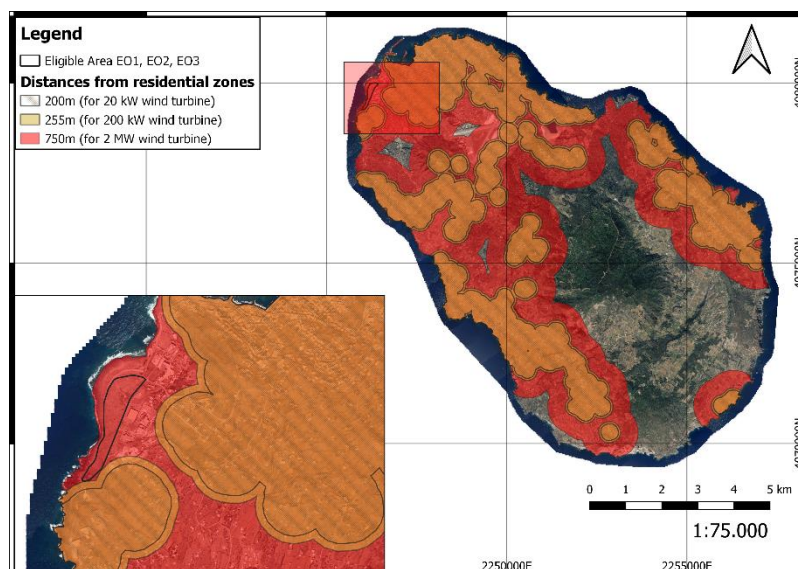 Legend
Eligible Area EO1, EO2, EO3
Distances from residential zones
200m (for 20 kW wind turbine)
255m (for 200 kW wind turbine)
750m (for 2 MW wind turbine)
4075000N
4070000N
0 1 2 3 4 5 km
1:75.000
2250000E
2255000E